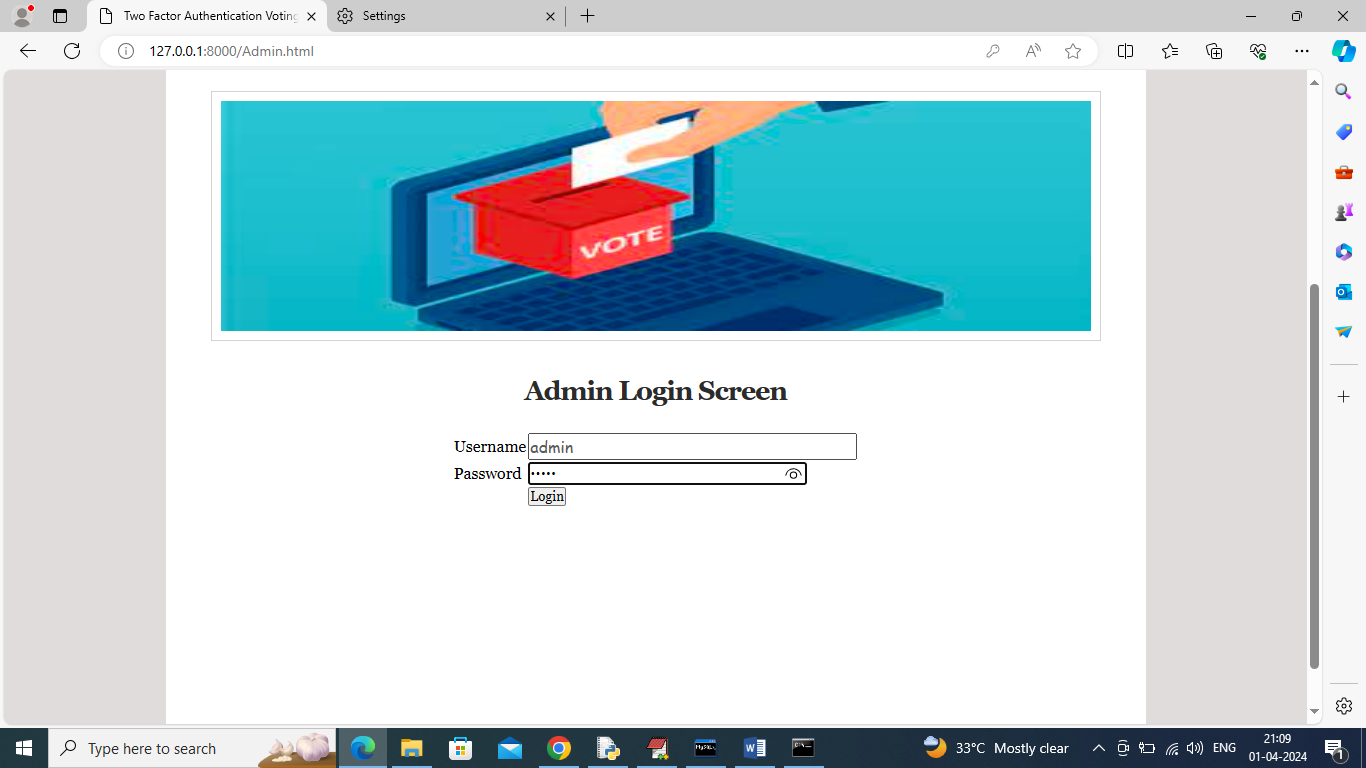 Two Factor Authentication Voting
Settings
127.0.0.1:8000/Admin.html
VOTE
Admin Login Screen
Username admin
Password •••••
Login
Type here to search
33°C Mostly clear
ENG
21:09
01-04-2024
1